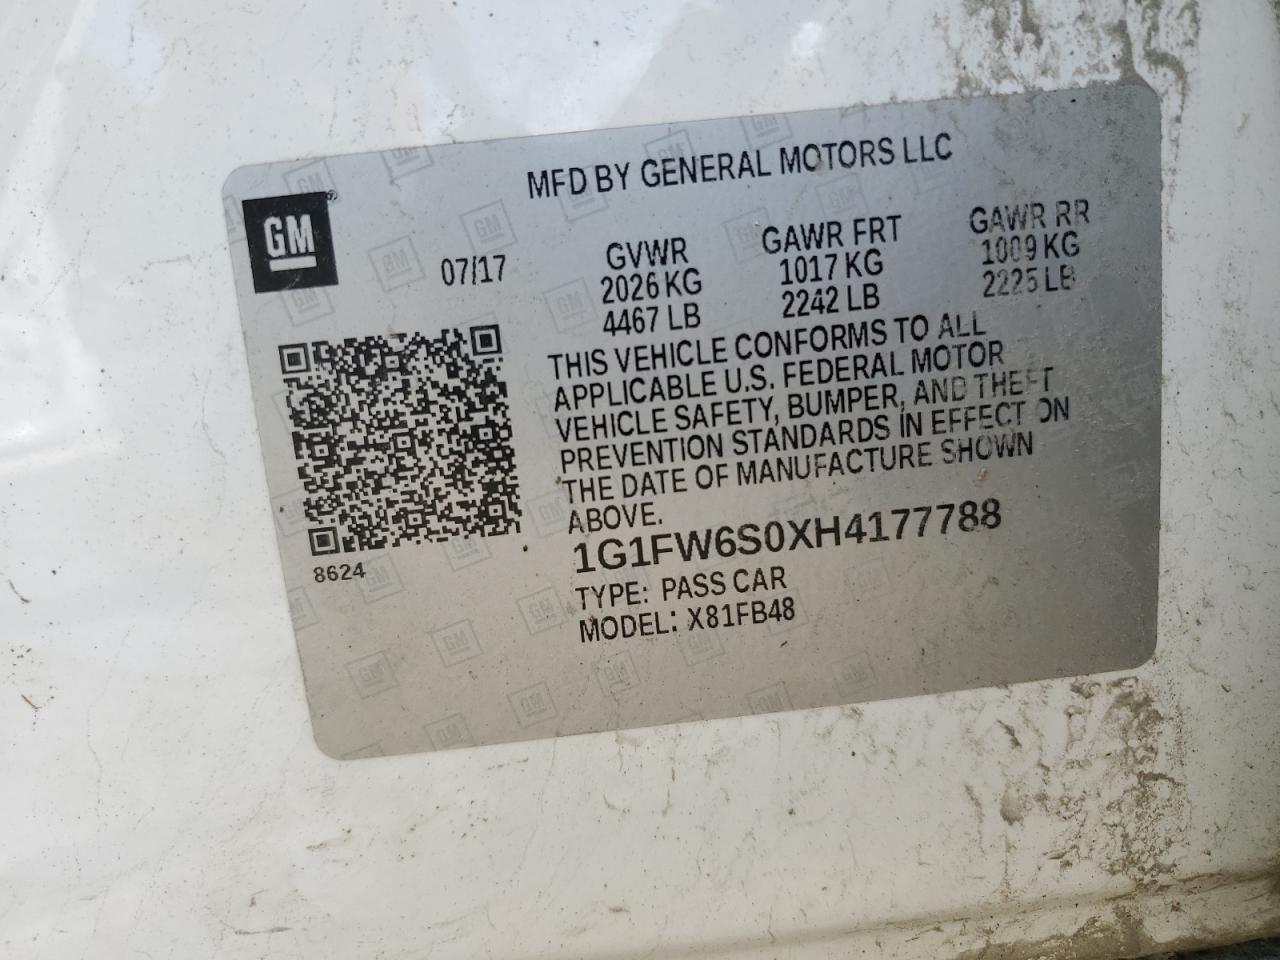 MFD BY GENERAL MOTORS LLC
GM
07/17
GVWR
2026 KG
4467 LB
GAWR FRT
1017 KG
2242 LB
GAWR RR
1009 KG
2225 LB
THIS VEHICLE CONFORMS TO ALL
APPLICABLE U.S. FEDERAL MOTOR
VEHICLE SAFETY, BUMPER, AND THEFT
PREVENTION STANDARDS IN EFFECT ON
THE DATE OF MANUFACTURE SHOWN
ABOVE.
1G1FW6S0XH4177788
8624
TYPE: PASS CAR
MODEL: X81FB48